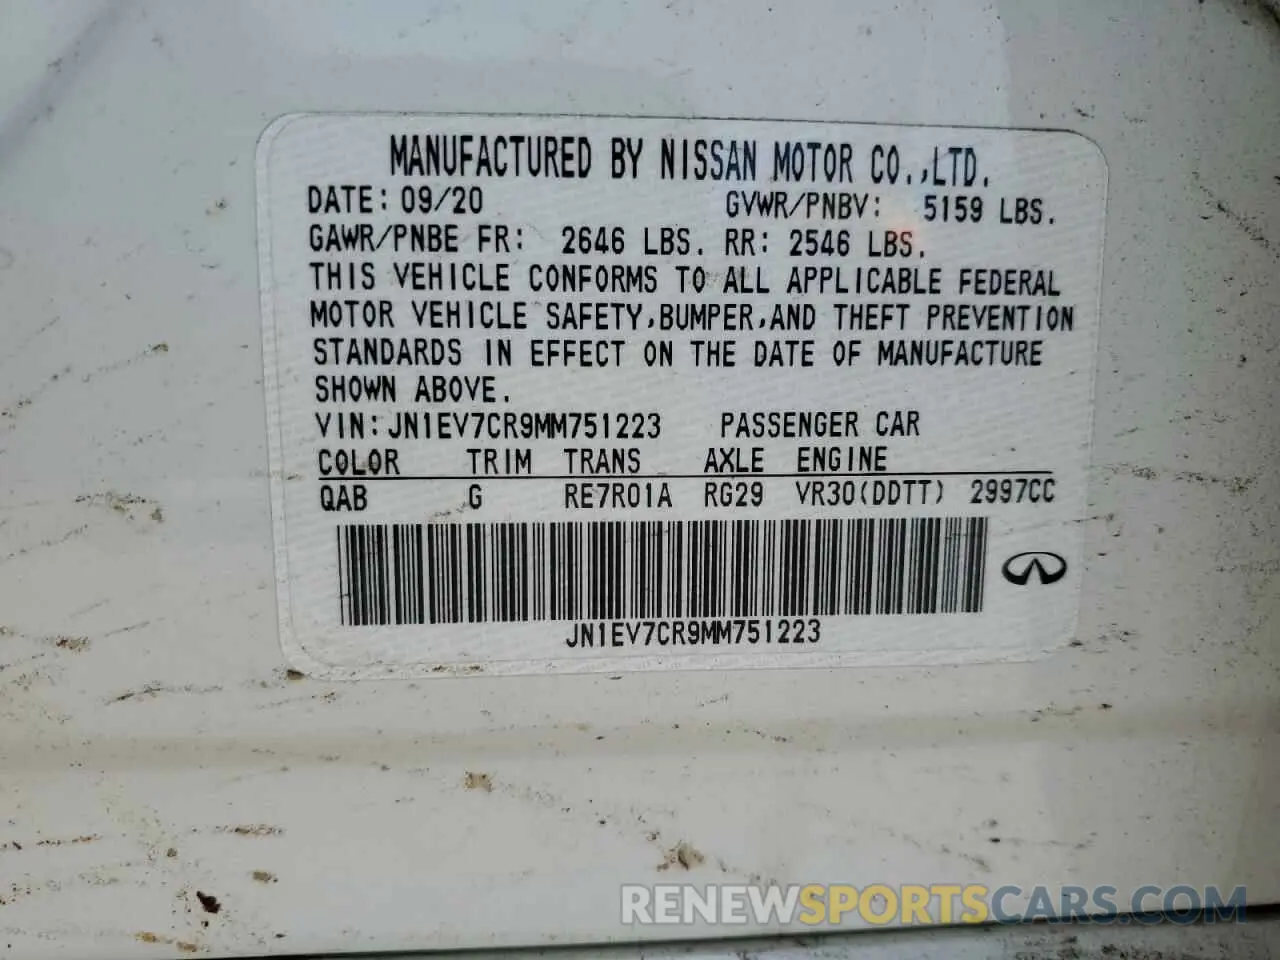 MANUFACTURED BY NISSAN MOTOR CO.,LTD.
DATE: 09/20 GVWR/PNBV: 5159 LBS.
GAWR/PNBE FR: 2646 LBS. RR: 2546 LBS.
THIS VEHICLE CONFORMS TO ALL APPLICABLE FEDERAL
MOTOR VEHICLE SAFETY,BUMPER,AND THEFT PREVENTION
STANDARDS IN EFFECT ON THE DATE OF MANUFACTURE
SHOWN ABOVE.
VIN:JN1EV7CR9MM751223 PASSENGER CAR
COLOR TRIM TRANS AXLE ENGINE
QAB G RE7R01A RG29 VR30(DDTT) 2997CC
JN1EV7CR9MM751223
RENEWSPORTSCARS.COM